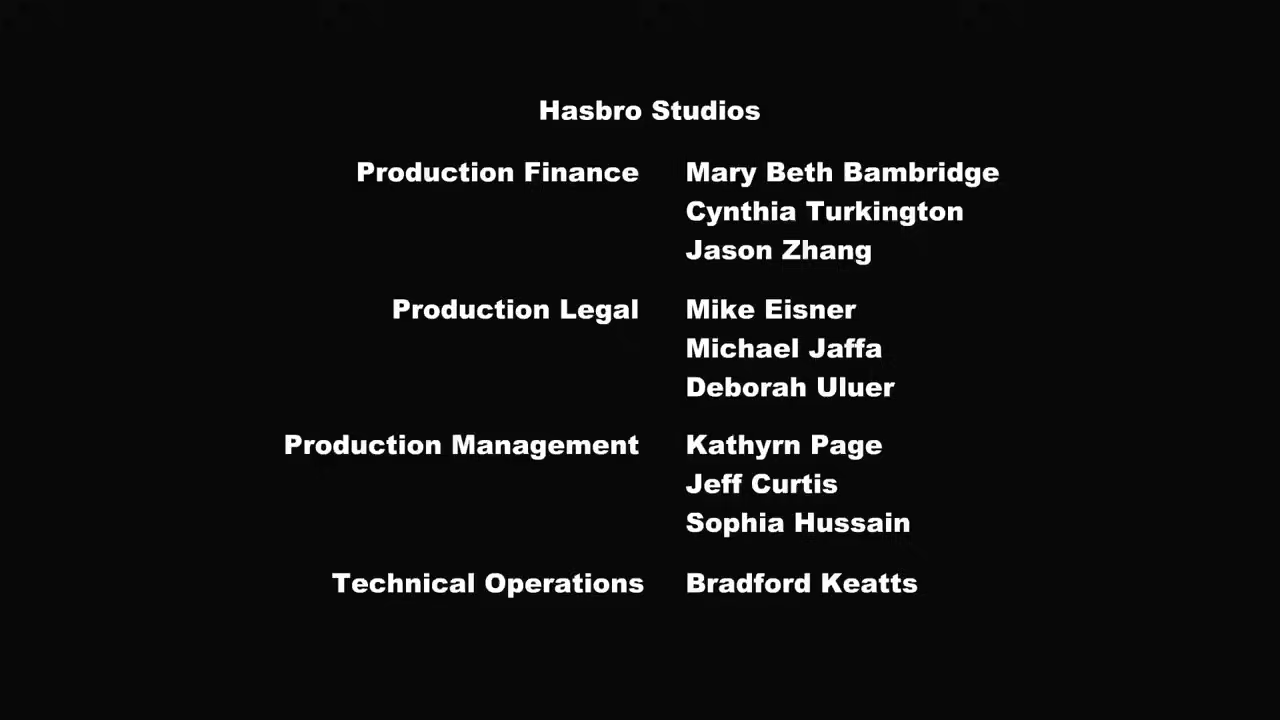 Hasbro Studios
Production Finance Mary Beth Bambridge
Cynthia Turkington
Jason Zhang
Production Legal Mike Eisner
Michael Jaffa
Deborah Uluer
Production Management Kathyrn Page
Jeff Curtis
Sophia Hussain
Technical Operations Bradford Keatts